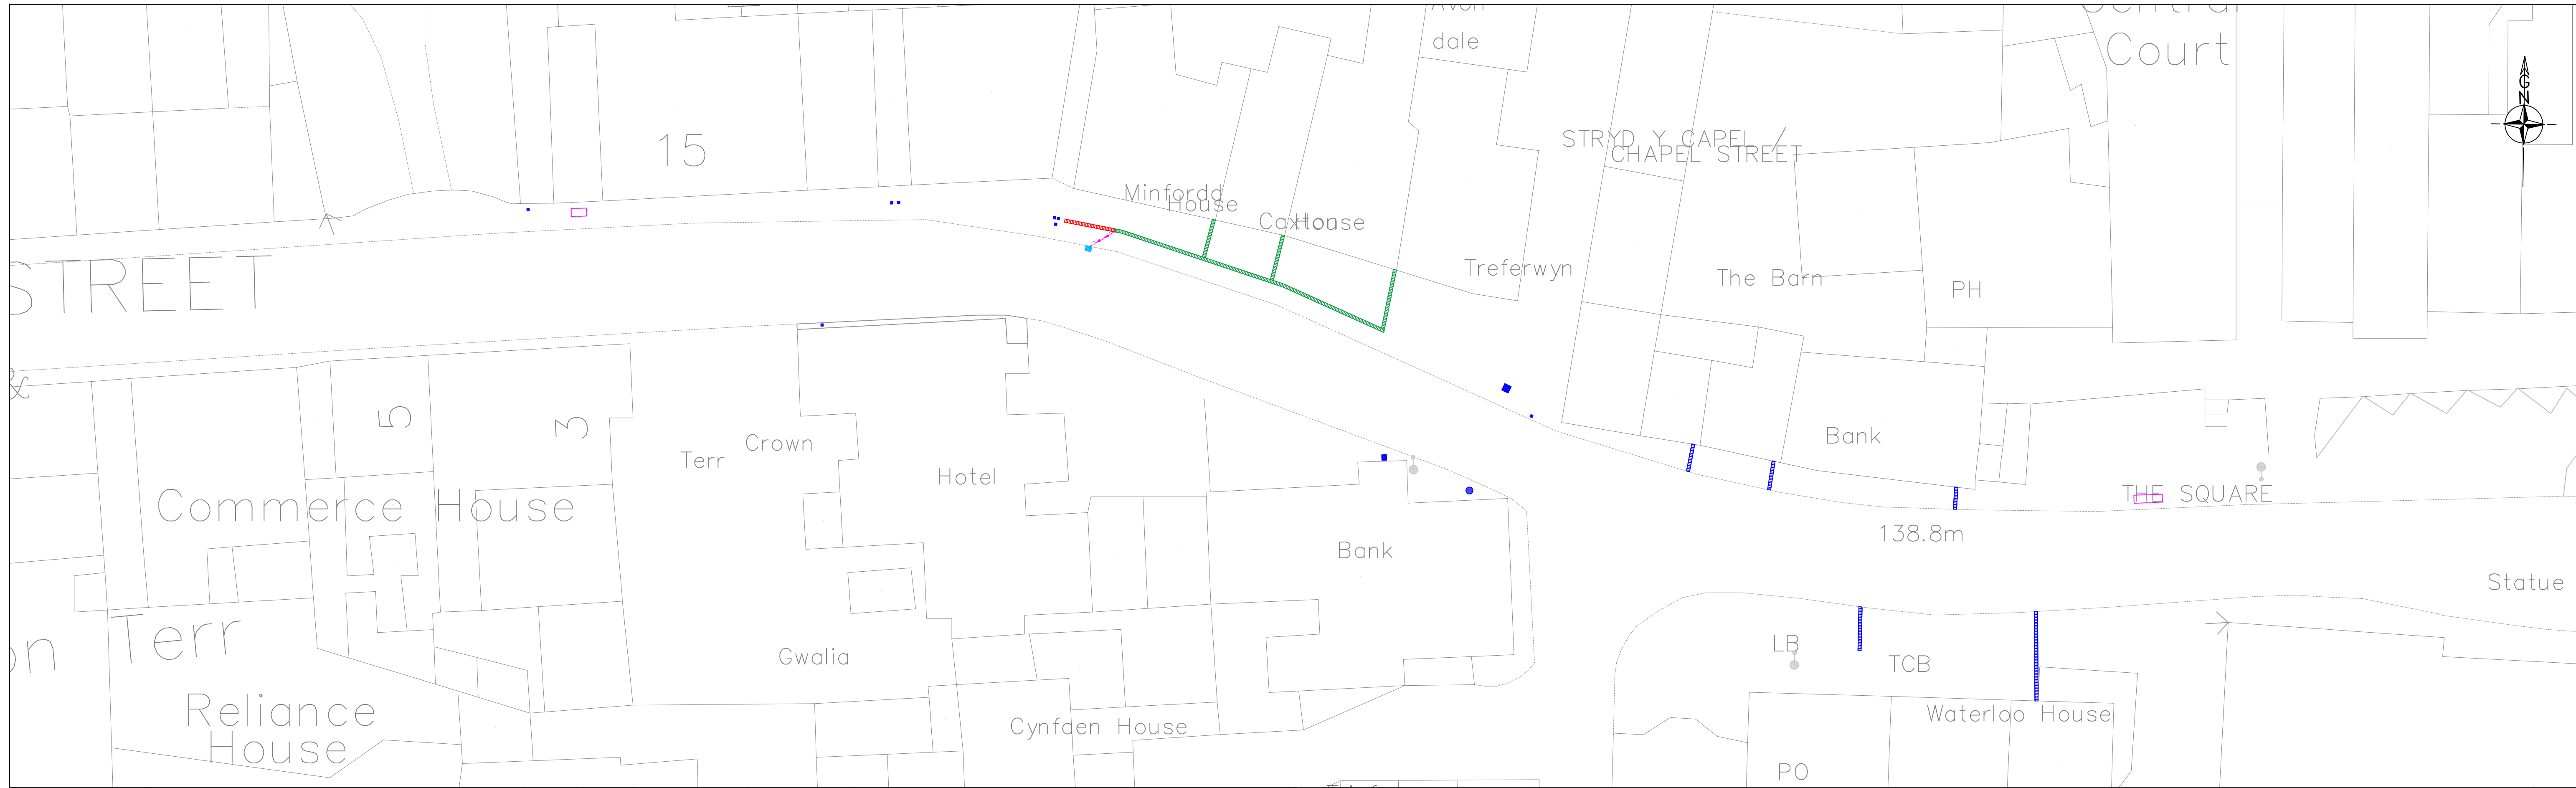 dale
Court
G
N
15
STRYD Y CAPEL /
CHAPEL STREET
Minfordd
House
Caxton
House
STREET
Treferwyn
The Barn
PH
&
5
3
Terr
Crown
Hotel
Bank
Commerce House
THE SQUARE
138.8m
Bank
Statue
Terr
Gwalia
LB
TCB
Reliance
House
Cynfaen House
Waterloo House
PO